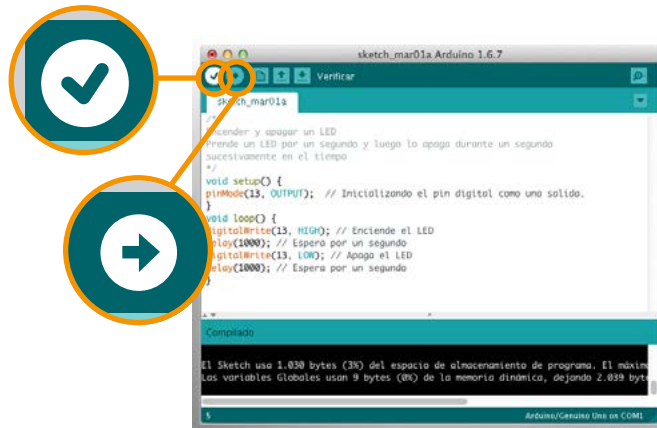 sketch_mar01a Arduino 1.6.7
Verificar
sketch_mar01a
/*
Encender y apagar un LED
Prende un LED por un segundo y luego lo apaga durante un segundo
sucesivamente en el tiempo
*/
void setup() {
pinMode(13, OUTPUT); // Inicializando el pin digital como una salida.
}
void loop() {
digitalWrite(13, HIGH); // Enciende el LED
delay(1000); // Espera por un segundo
digitalWrite(13, LOW); // Apaga el LED
delay(1000); // Espera por un segundo
}
Compilado
El Sketch usa 1.030 bytes (3%) del espacio de almacenamiento de programa. El máxim
Las variables Globales usan 9 bytes (0%) de la memoria dinámica, dejando 2.039 byt
5
Arduino/Genuino Uno on COM1